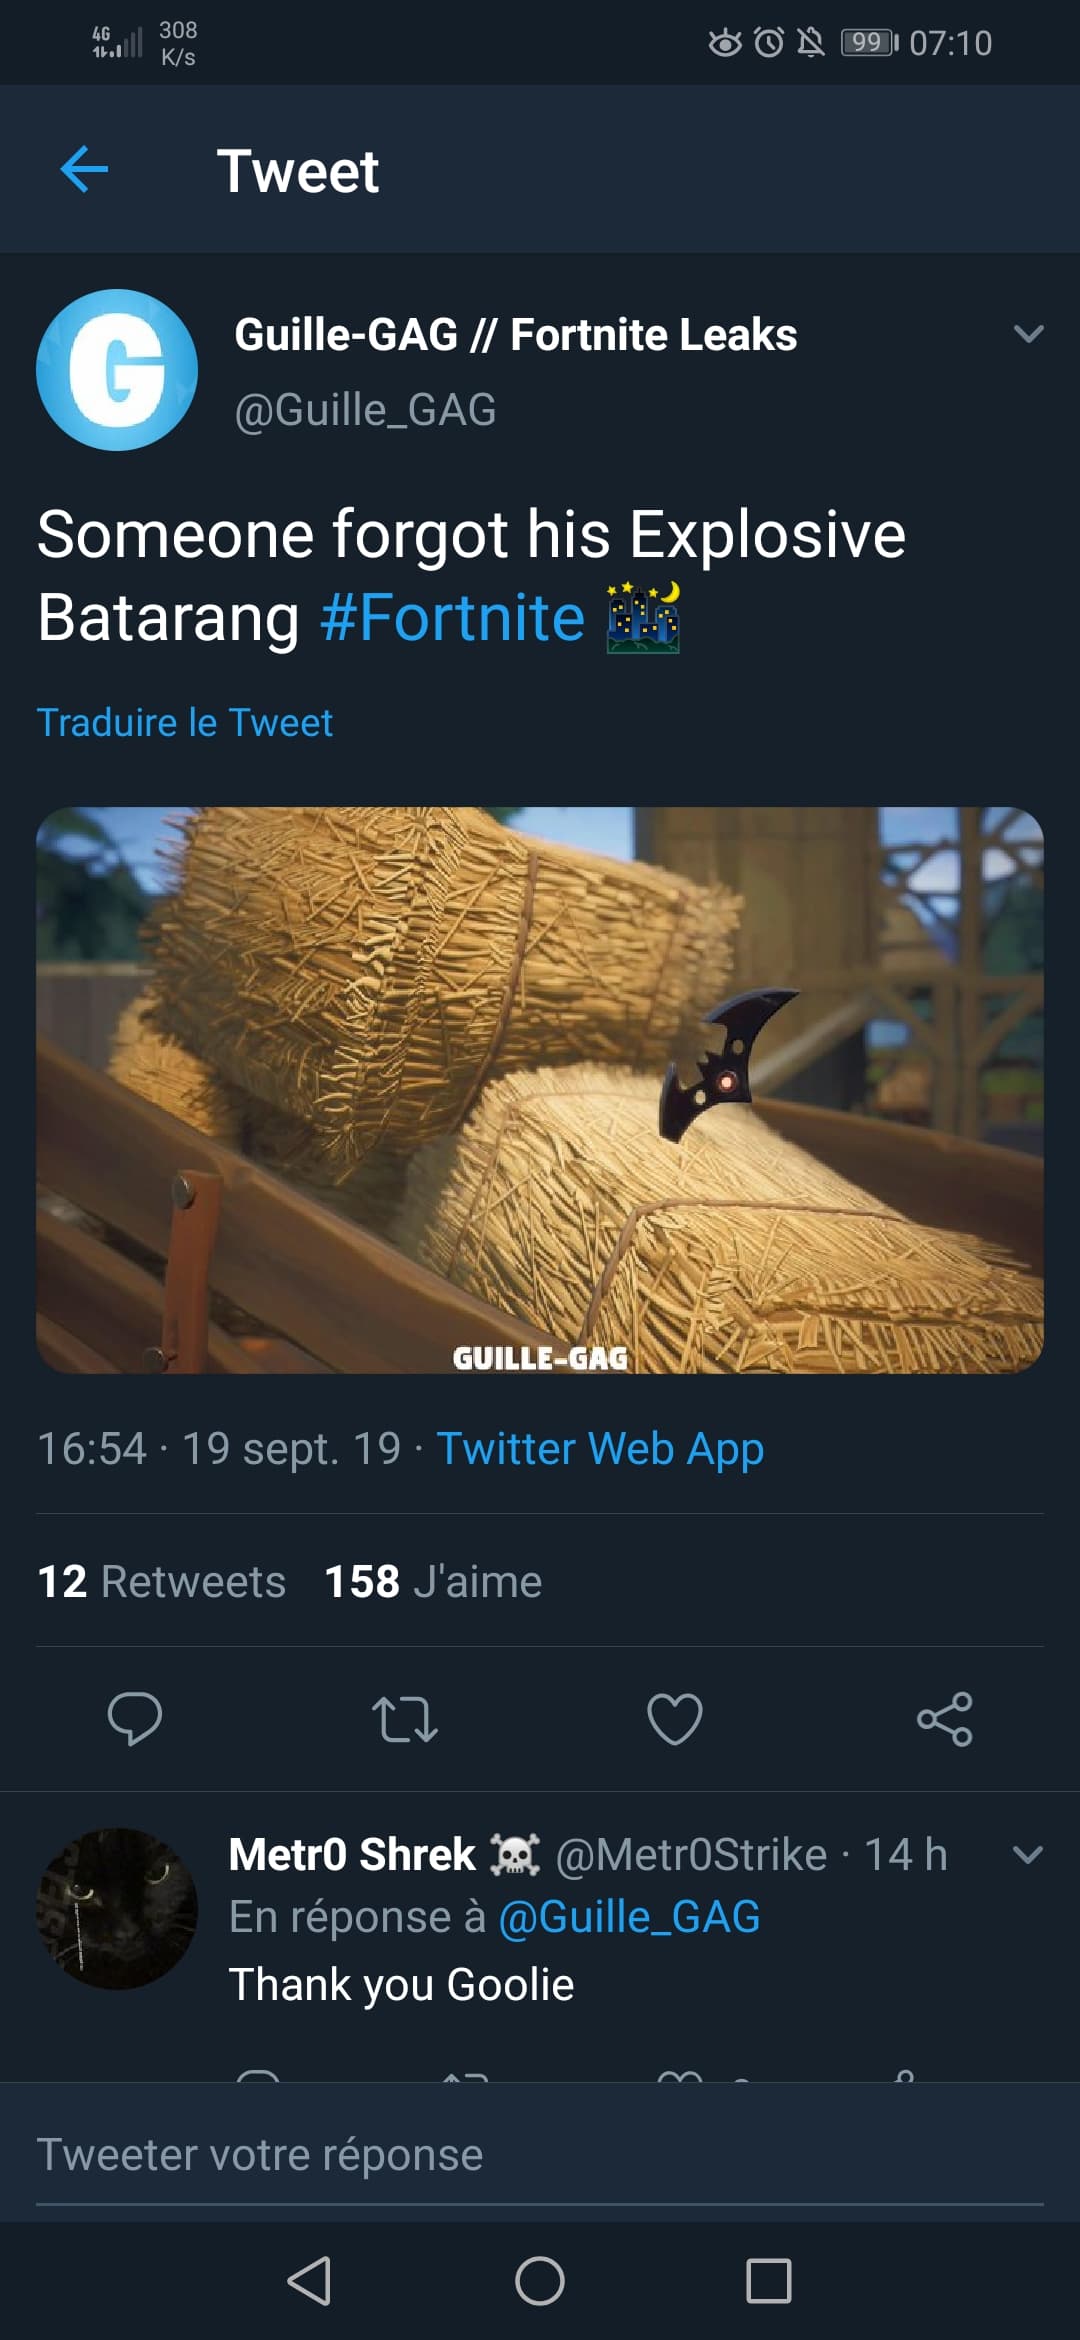 4G 308
K/s
99 07:10
Tweet
G
Guille-GAG // Fortnite Leaks
@Guille_GAG
Someone forgot his Explosive
Batarang #Fortnite
Traduire le Tweet
GUILLE-GAG
16:54 · 19 sept. 19 · Twitter Web App
12 Retweets 158 J'aime
Metr0 Shrek @Metr0Strike · 14 h
En réponse à @Guille_GAG
Thank you Goolie
Tweeter votre réponse